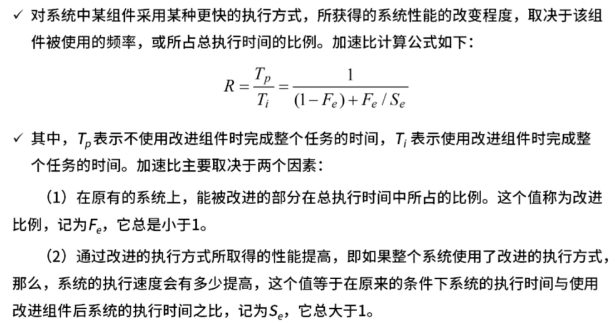 ✓ 对系统中某组件采用某种更快的执行方式，所获得的系统性能的改变程度，取决于该组
件被使用的频率，或所占总执行时间的比例。加速比计算公式如下：
R = T_p / T_i = 1 / ((1 − F_e) + F_e / S_e)
✓ 其中，T_p表示不使用改进组件时完成整个任务的时间，T_i 表示使用改进组件时完成整
个任务的时间。加速比主要取决于两个因素：
（1）在原有的系统上，能被改进的部分在总执行时间中所占的比例。这个值称为改进
比例，记为F_e，它总是小于1。
（2）通过改进的执行方式所取得的性能提高，即如果整个系统使用了改进的执行方式，
那么，系统的执行速度会有多少提高，这个值等于在原来的条件下系统的执行时间与使用
改进组件后系统的执行时间之比，记为S_e，它总大于1。